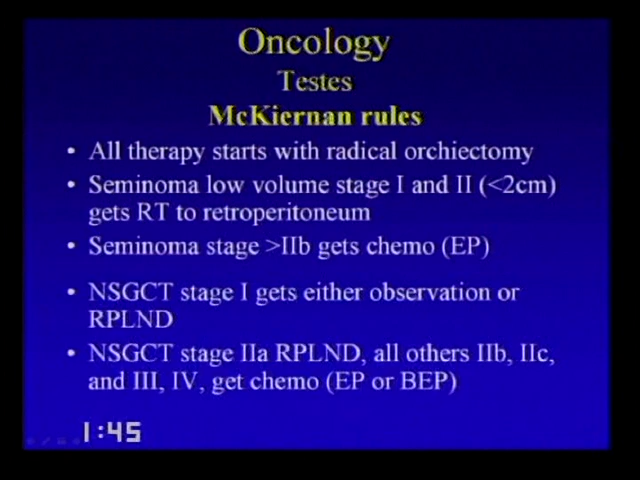 Oncology
Testes
McKiernan rules
• All therapy starts with radical orchiectomy
• Seminoma low volume stage I and II (<2cm)
gets RT to retroperitoneum
• Seminoma stage >IIb gets chemo (EP)
• NSGCT stage I gets either observation or
RPLND
• NSGCT stage IIa RPLND, all others IIb, IIc,
and III, IV, get chemo (EP or BEP)
1:45